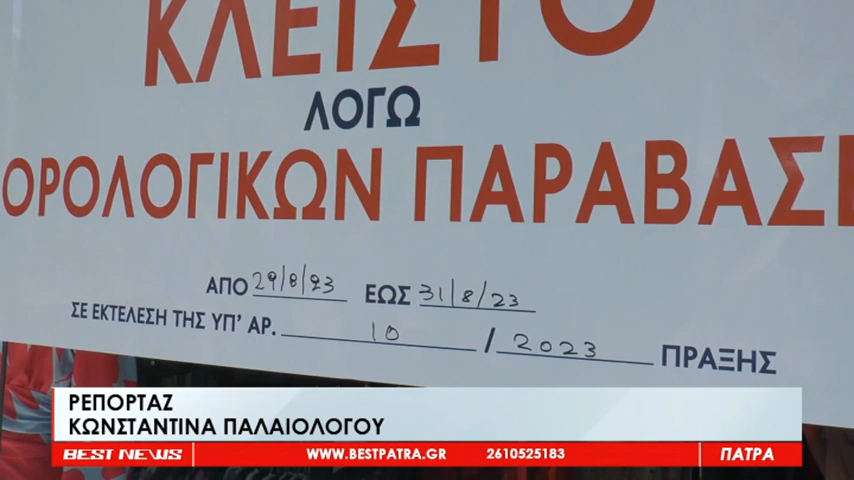 ΚΛΕΙΣΤΟ
ΛΟΓΩ
ΟΡΟΛΟΓΙΚΩΝ ΠΑΡΑΒΑΣΕ
ΑΠΟ 29/8/23 ΕΩΣ 31/8/23
ΣΕ ΕΚΤΕΛΕΣΗ ΤΗΣ ΥΠ' ΑΡ. 10 / 2023 ΠΡΑΞΗΣ
ΡΕΠΟΡΤΑΖ
ΚΩΝΣΤΑΝΤΙΝΑ ΠΑΛΑΙΟΛΟΓΟΥ
BEST NEWS WWW.BESTPATRA.GR 2610525183 ΠΑΤΡΑ